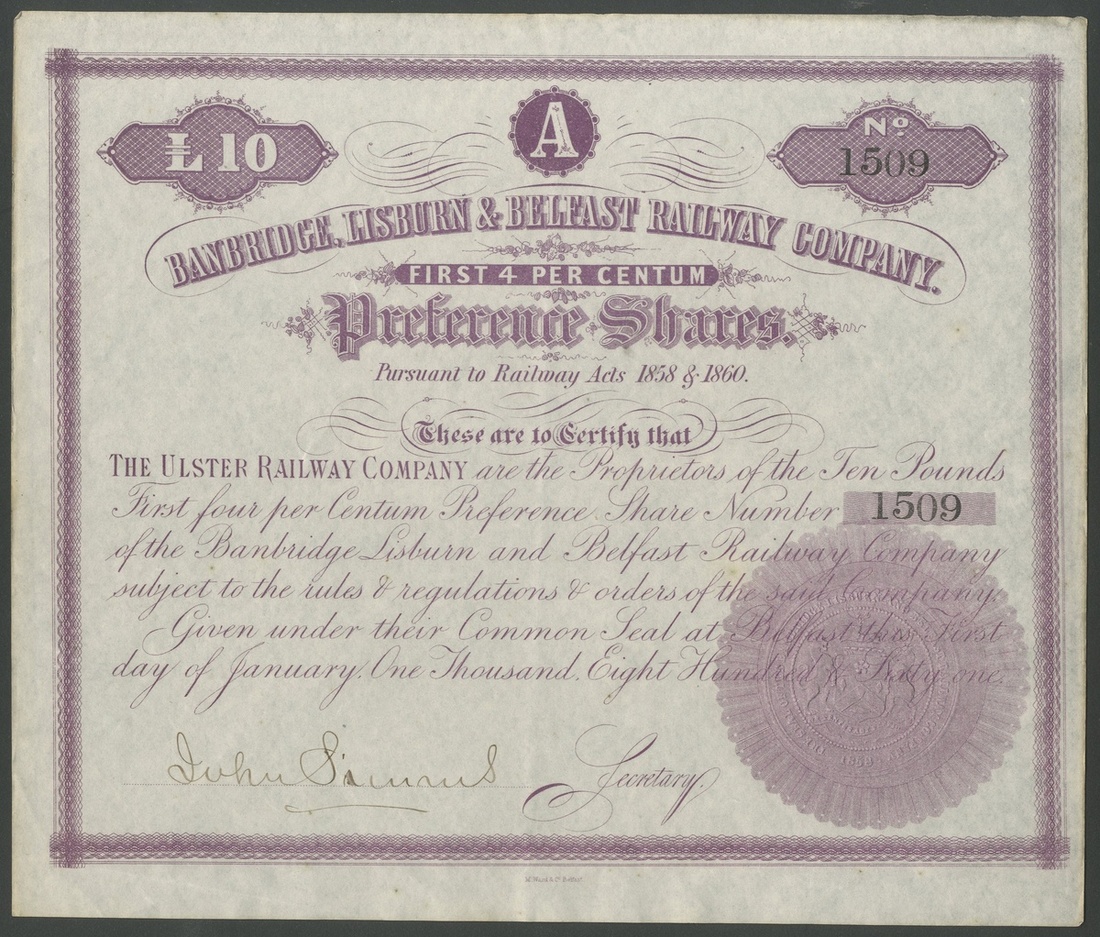 £10
A
Nº
1509
BANBRIDGE, LISBURN & BELFAST RAILWAY COMPANY.
FIRST 4 PER CENTUM
Preference Shares.
Pursuant to Railway Acts 1858 & 1860.
These are to Certify that
THE ULSTER RAILWAY COMPANY are the Proprietors of the Ten Pounds
First four per Centum Preference Share Number 1509
of the Banbridge Lisburn and Belfast Railway Company
subject to the rules & regulations & orders of the said Company.
Given under their Common Seal at Belfast this First
day of January, One Thousand, Eight Hundred & Sixty one.
John
Secretary.
1858